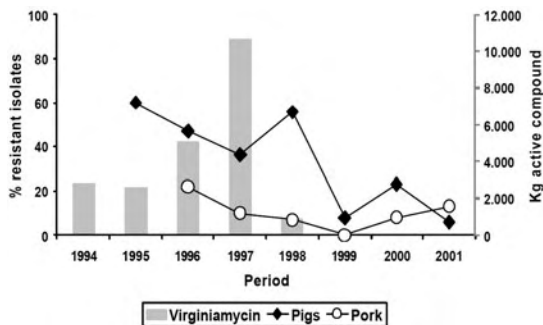 100
80
60
40
20
0
% resistant isolates
12.000
10.000
8.000
6.000
4.000
2.000
0
Kg active compound
1994 1995 1996 1997 1998 1999 2000 2001
Period
Virginiamycin Pigs Pork